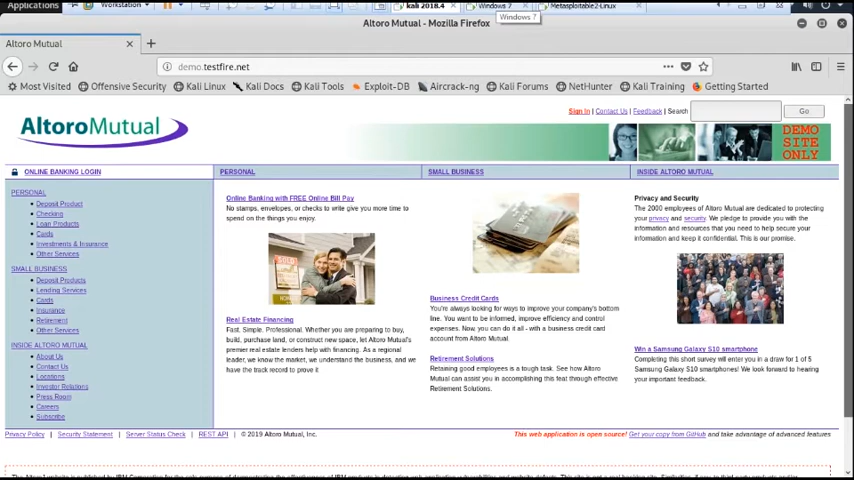 Applications
Workstation
kali 2018.4
Windows 7
Metasploitable2-Linux
Altoro Mutual - Mozilla Firefox
Windows 7
Altoro Mutual
demo.testfire.net
Most Visited
Offensive Security
Kali Linux
Kali Docs
Kali Tools
Exploit-DB
Aircrack-ng
Kali Forums
NetHunter
Kali Training
Getting Started
Sign In | Contact Us | Feedback | Search
Go
AltoroMutual
DEMO
SITE
ONLY
ONLINE BANKING LOGIN
PERSONAL
SMALL BUSINESS
INSIDE ALTORO MUTUAL
PERSONAL
Deposit Product
Checking
Loan Products
Cards
Investments & Insurance
Other Services
SMALL BUSINESS
Deposit Products
Lending Services
Cards
Insurance
Retirement
Other Services
INSIDE ALTORO MUTUAL
About Us
Contact Us
Locations
Investor Relations
Press Room
Careers
Subscribe
Online Banking with FREE Online Bill Pay
No stamps, envelopes, or checks to write give you more time to
spend on the things you enjoy.
SOLD
Real Estate Financing
Fast. Simple. Professional. Whether you are preparing to buy,
build, purchase land, or construct new space, let Altoro Mutual's
premier real estate lenders help with financing. As a regional
leader, we know the market, we understand the business, and we
have the track record to prove it
Business Credit Cards
You're always looking for ways to improve your company's bottom
line. You want to be informed, improve efficiency and control
expenses. Now, you can do it all - with a business credit card
account from Altoro Mutual.
Retirement Solutions
Retaining good employees is a tough task. See how Altoro
Mutual can assist you in accomplishing this feat through effective
Retirement Solutions.
Privacy and Security
The 2000 employees of Altoro Mutual are dedicated to protecting
your privacy and security. We pledge to provide you with the
information and resources that you need to help secure your
information and keep it confidential. This is our promise.
Win a Samsung Galaxy S10 smartphone
Completing this short survey will enter you in a draw for 1 of 5
Samsung Galaxy S10 smartphones! We look forward to hearing
your important feedback.
Privacy Policy | Security Statement | Server Status Check | REST API | © 2019 Altoro Mutual, Inc.
This web application is open source! Get your copy from GitHub and take advantage of advanced features